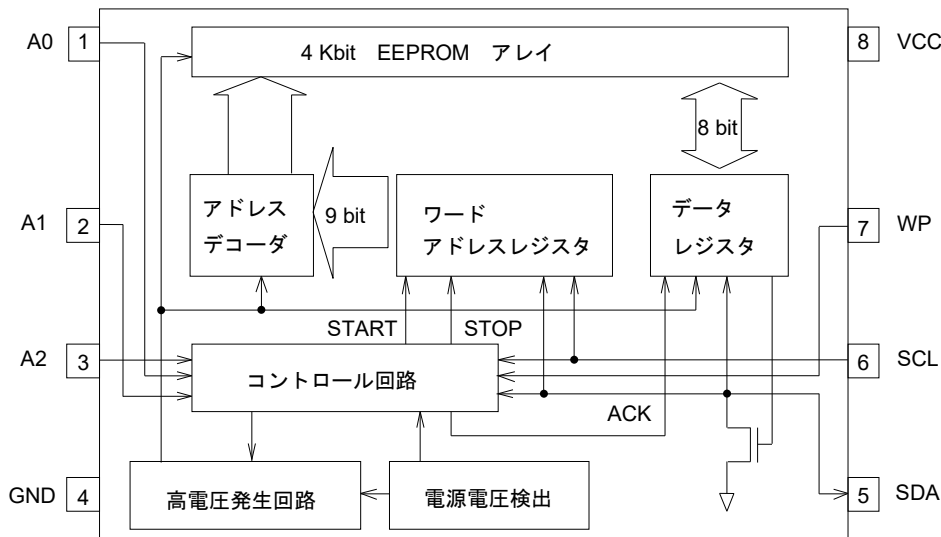 A0 1
4 Kbit EEPROM アレイ
8 VCC
8 bit
A1 2
アドレス
デコーダ
9 bit
ワード
アドレスレジスタ
データ
レジスタ
7 WP
START
STOP
A2 3
コントロール回路
6 SCL
ACK
GND 4
高電圧発生回路
電源電圧検出
5 SDA